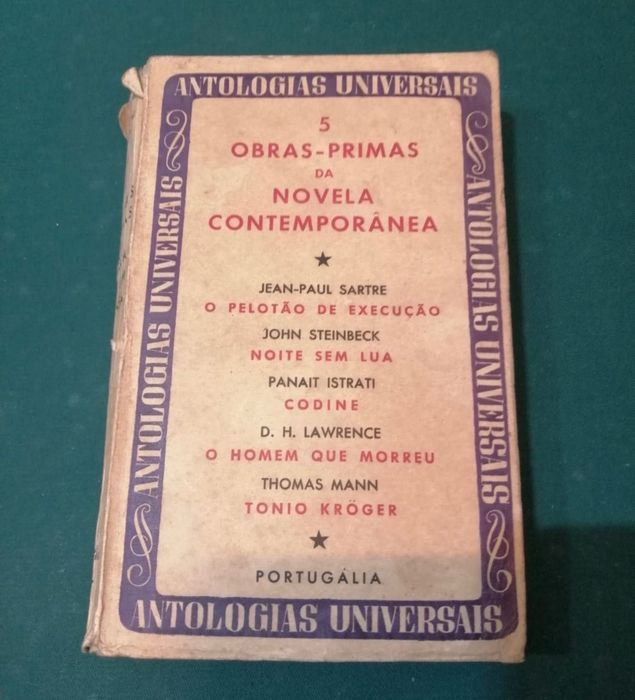 ANTOLOGIAS UNIVERSAIS
5
OBRAS-PRIMAS
DA
NOVELA
CONTEMPORÂNEA
JEAN-PAUL SARTRE
O PELOTÃO DE EXECUÇÃO
JOHN STEINBECK
NOITE SEM LUA
PANAIT ISTRATI
CODINE
D. H. LAWRENCE
O HOMEM QUE MORREU
THOMAS MANN
TONIO KRÖGER
PORTUGÁLIA
ANTOLOGIAS UNIVERSAIS
ANTOLOGIAS UNIVERSAIS
ANTOLOGIAS UNIVERSAIS